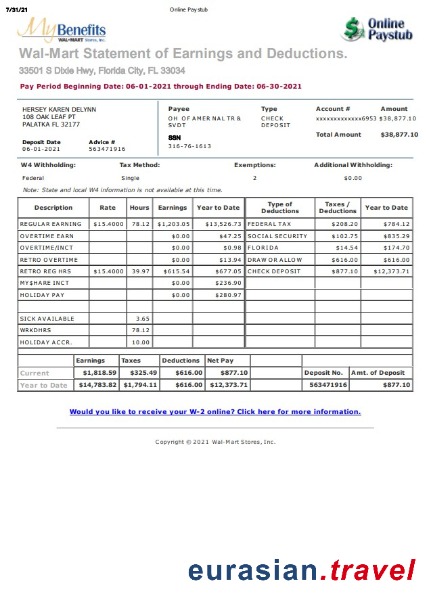 7/31/21 Online Paystub
MyBenefits
WAL-MART STORES, INC.
Online
Paystub
Wal-Mart Statement of Earnings and Deductions.
33501 S Dixie Hwy, Florida City, FL 33034
Pay Period Beginning Date: 06-01-2021 through Ending Date: 06-30-2021
HERSEY KAREN DELYNN
108 OAK LEAF PT
PALATKA FL 32177
Deposit Date Advice #
06-01-2021 563471916
Payee Type Account # Amount
OH OF AMER NAL TR & SVDT CHECK DEPOSIT xxxxxxxxxxxxx6953 $38,877.10
SSN
316-76-1613
Total Amount $38,877.10
W4 Withholding: Tax Method: Exemptions: Additional Withholding:
Federal Single 2 $0.00
Note: State and local W4 information is not available at this time.
Description Rate Hours Earnings Year to Date Type of Deductions Taxes / Deductions Year to Date
REGULAR EARNING $15.4000 78.12 $1,203.05 $13,526.73 FEDERAL TAX $208.20 $784.12
OVERTIME EARN $0.00 $47.25 SOCIAL SECURITY $102.75 $835.29
OVERTIME/INCT $0.00 $0.98 FLORIDA $14.54 $174.70
RETRO OVERTIME $0.00 $13.94 DRAW OR ALLOW $616.00 $616.00
RETRO REG HRS $15.4000 39.97 $615.54 $677.05 CHECK DEPOSIT $877.10 $12,373.71
MY$HARE INCT $0.00 $236.90
HOLIDAY PAY $0.00 $280.97
SICK AVAILABLE 3.65
WRKDHRS 78.12
HOLIDAY ACCR. 10.00
Earnings Taxes Deductions Net Pay
Current $1,818.59 $325.49 $616.00 $877.10 Deposit No. Amt. of Deposit
Year to Date $14,783.82 $1,794.11 $616.00 $12,373.71 563471916 $877.10
Would you like to receive your W-2 online? Click here for more information.
Copyright © 2021 Wal-Mart Stores, Inc.
eurasian.travel